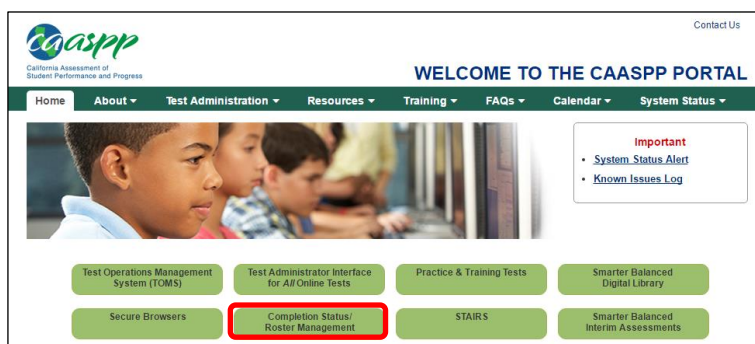 Contact Us
caaspp
California Assessment of
Student Performance and Progress
WELCOME TO THE CAASPP PORTAL
Home About Test Administration Resources Training FAQs Calendar System Status
Important
• System Status Alert
• Known Issues Log
Test Operations Management
System (TOMS)
Test Administrator Interface
for All Online Tests
Practice & Training Tests
Smarter Balanced
Digital Library
Secure Browsers
Completion Status/
Roster Management
STAIRS
Smarter Balanced
Interim Assessments